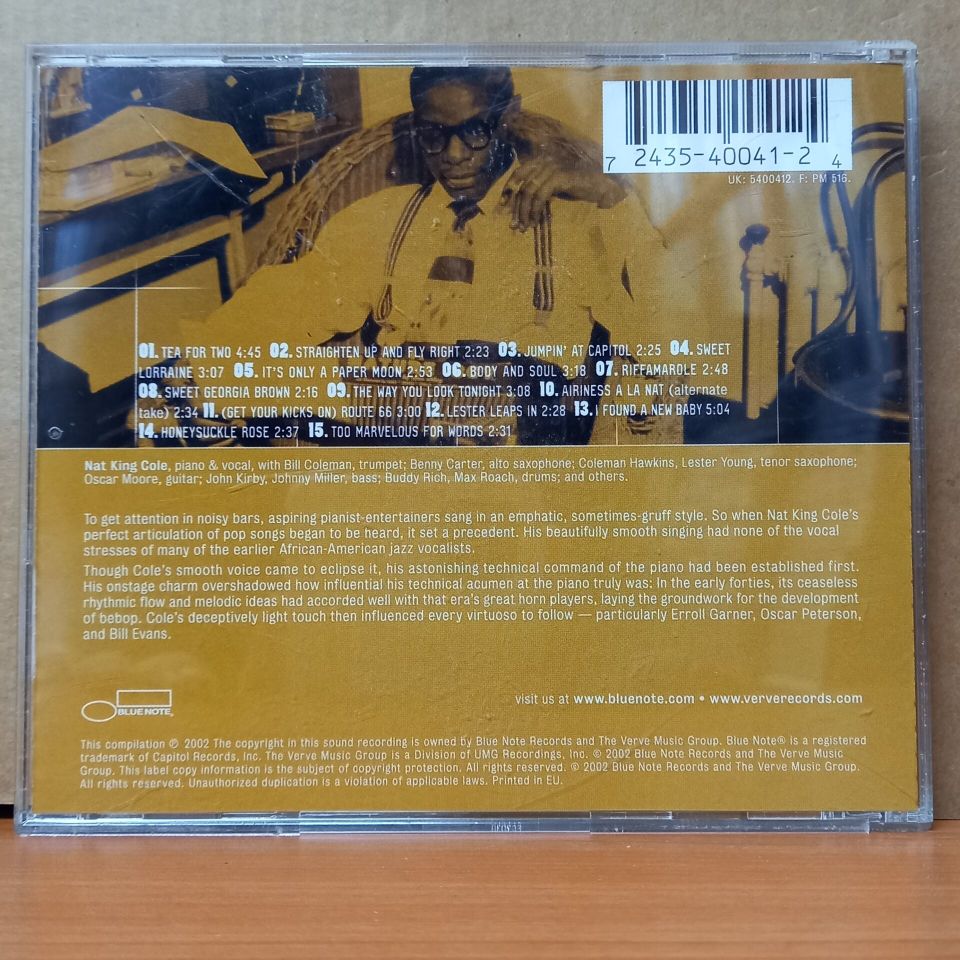 7 24354-0041-2 4
UK: 5400412. F: PM 516.
01. TEA FOR TWO 4:45 02. STRAIGHTEN UP AND FLY RIGHT 2:23 03. JUMPIN' AT CAPITOL 2:25 04. SWEET
LORRAINE 3:07 05. IT'S ONLY A PAPER MOON 2:53 06. BODY AND SOUL 3:18 07. RIFFAMAROLE 2:48
08. SWEET GEORGIA BROWN 2:16 09. THE WAY YOU LOOK TONIGHT 3:08 10. AIRINESS A LA NAT (alternate
take) 2:34 11. (GET YOUR KICKS ON) ROUTE 66 3:00 12. LESTER LEAPS IN 2:28 13. I FOUND A NEW BABY 5:04
14. HONEYSUCKLE ROSE 2:37 15. TOO MARVELOUS FOR WORDS 2:31
Nat King Cole, piano & vocal, with Bill Coleman, trumpet; Benny Carter, alto saxophone; Coleman Hawkins, Lester Young, tenor saxophone;
Oscar Moore, guitar; John Kirby, Johnny Miller, bass; Buddy Rich, Max Roach, drums; and others.
To get attention in noisy bars, aspiring pianist-entertainers sang in an emphatic, sometimes-gruff style. So when Nat King Cole's
perfect articulation of pop songs began to be heard, it set a precedent. His beautifully smooth singing had none of the vocal
stresses of many of the earlier African-American jazz vocalists.
Though Cole's smooth voice came to eclipse it, his astonishing technical command of the piano had been established first.
His onstage charm overshadowed how influential his technical acumen at the piano truly was: In the early forties, its ceaseless
rhythmic flow and melodic ideas had accorded well with that era's great horn players, laying the groundwork for the development
of bebop. Cole's deceptively light touch then influenced every virtuoso to follow — particularly Erroll Garner, Oscar Peterson,
and Bill Evans.
BLUE NOTE
visit us at www.bluenote.com • www.ververecords.com
This compilation ℗ 2002 The copyright in this sound recording is owned by Blue Note Records and The Verve Music Group. Blue Note® is a registered
trademark of Capitol Records, Inc. The Verve Music Group is a Division of UMG Recordings, Inc. © 2002 Blue Note Records and The Verve Music
Group. This label copy information is the subject of copyright protection. All rights reserved. © 2002 Blue Note Records and The Verve Music Group.
All rights reserved. Unauthorized duplication is a violation of applicable laws. Printed in EU.